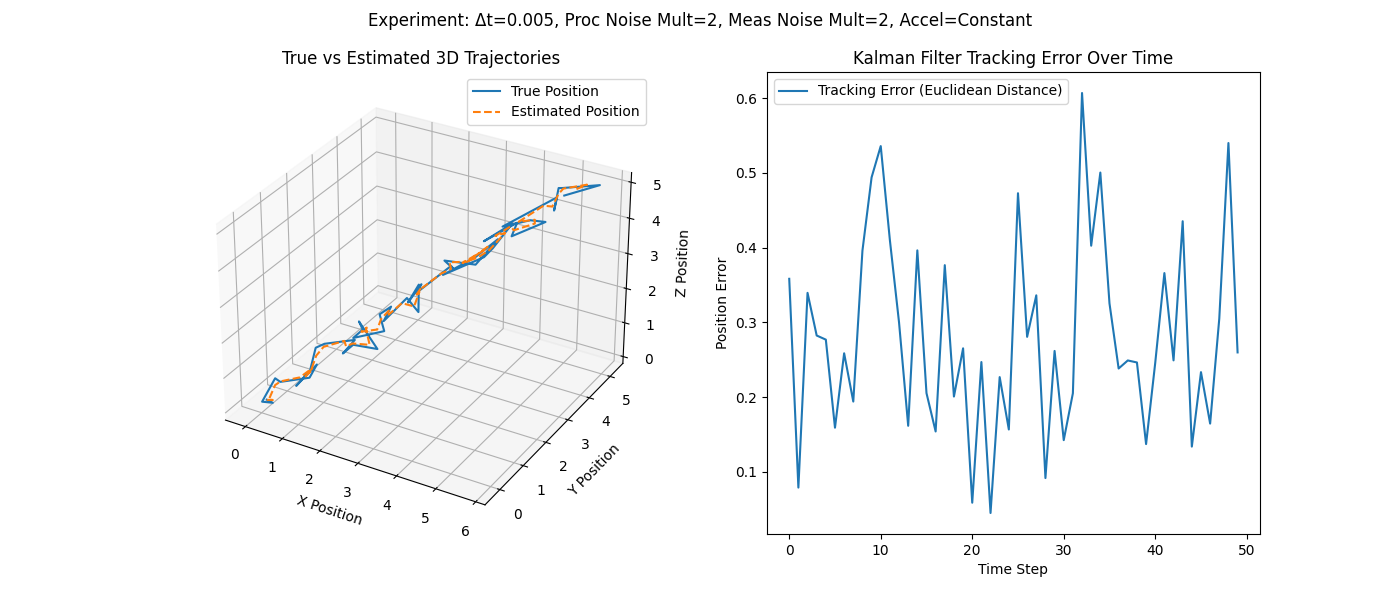 Experiment: Δt=0.005, Proc Noise Mult=2, Meas Noise Mult=2, Accel=Constant
True vs Estimated 3D Trajectories
True Position
Estimated Position
5
4
3
2
1
0
Z Position
5
4
3
2
1
0
Y Position
0
1
2
3
4
5
6
X Position
Kalman Filter Tracking Error Over Time
Tracking Error (Euclidean Distance)
0.6
0.5
0.4
0.3
0.2
0.1
Position Error
0
10
20
30
40
50
Time Step